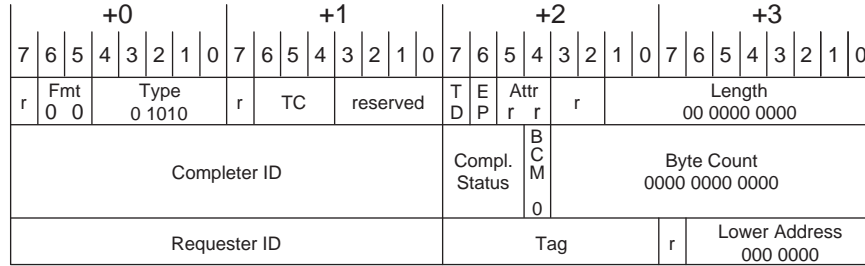 +0 +1 +2 +3
7 6 5 4 3 2 1 0 7 6 5 4 3 2 1 0 7 6 5 4 3 2 1 0 7 6 5 4 3 2 1 0
r Fmt 0 0 Type 0 1010 r TC reserved TD EP Attr r r r Length 00 0000 0000
Completer ID Compl. Status BCM 0 Byte Count 0000 0000 0000
Requester ID Tag r Lower Address 000 0000